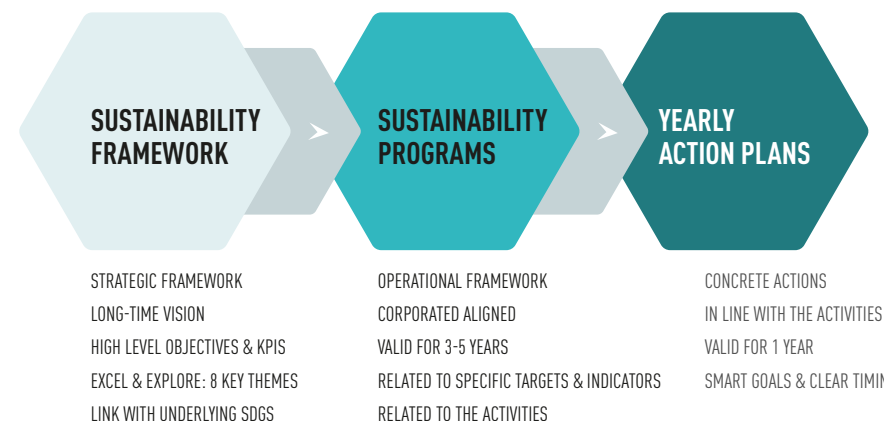 SUSTAINABILITY
FRAMEWORK
SUSTAINABILITY
PROGRAMS
YEARLY
ACTION PLANS
STRATEGIC FRAMEWORK
LONG-TIME VISION
HIGH LEVEL OBJECTIVES & KPIS
EXCEL & EXPLORE: 8 KEY THEMES
LINK WITH UNDERLYING SDGS
OPERATIONAL FRAMEWORK
CORPORATED ALIGNED
VALID FOR 3-5 YEARS
RELATED TO SPECIFIC TARGETS & INDICATORS
RELATED TO THE ACTIVITIES
CONCRETE ACTIONS
IN LINE WITH THE ACTIVITIES
VALID FOR 1 YEAR
SMART GOALS & CLEAR